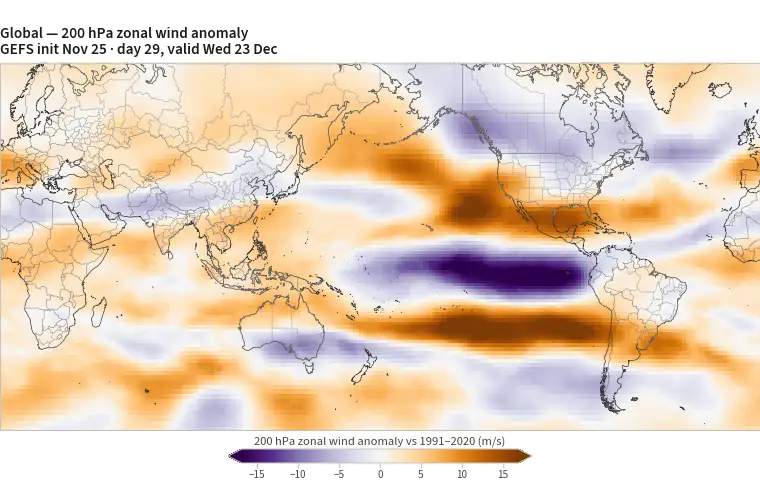 Global — 200 hPa zonal wind anomaly
GEFS init Nov 25 · day 29, valid Wed 23 Dec
200 hPa zonal wind anomaly vs 1991–2020 (m/s)
−15 −10 −5 0 5 10 15